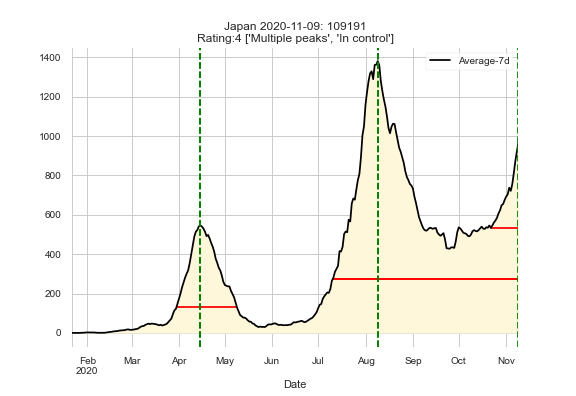 Japan 2020-11-09: 109191
Rating:4 ['Multiple peaks', 'In control']
Average-7d
1400
1200
1000
800
600
400
200
0
Feb Mar Apr May Jun Jul Aug Sep Oct Nov
2020
Date